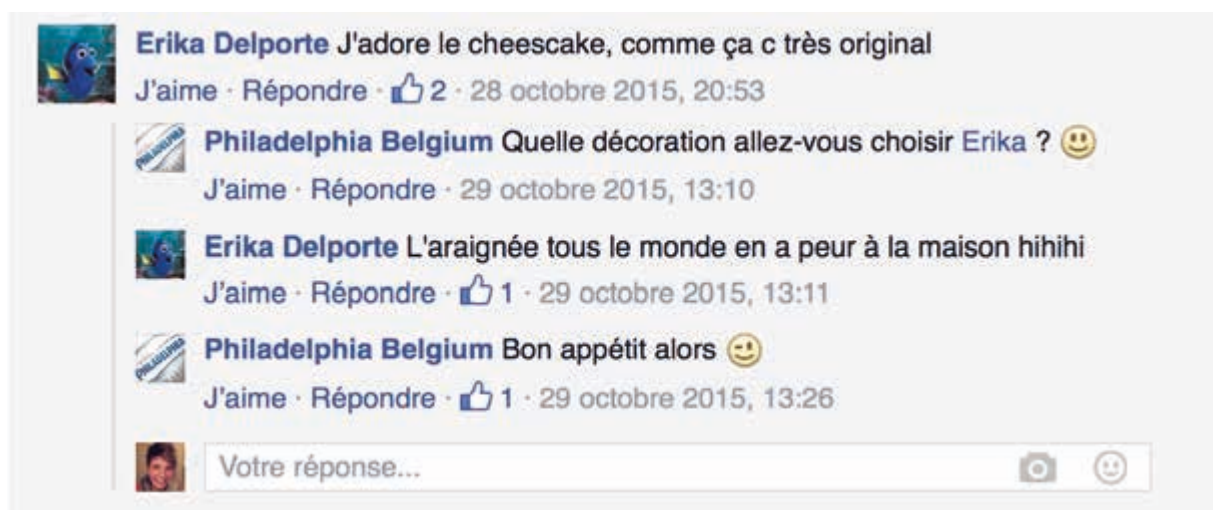 Erika Delporte J'adore le cheescake, comme ça c très original
J'aime · Répondre · 2 · 28 octobre 2015, 20:53
Philadelphia Belgium Quelle décoration allez-vous choisir Erika ?
J'aime · Répondre · 29 octobre 2015, 13:10
Erika Delporte L'araignée tous le monde en a peur à la maison hihihi
J'aime · Répondre · 1 · 29 octobre 2015, 13:11
Philadelphia Belgium Bon appétit alors
J'aime · Répondre · 1 · 29 octobre 2015, 13:26
Votre réponse...